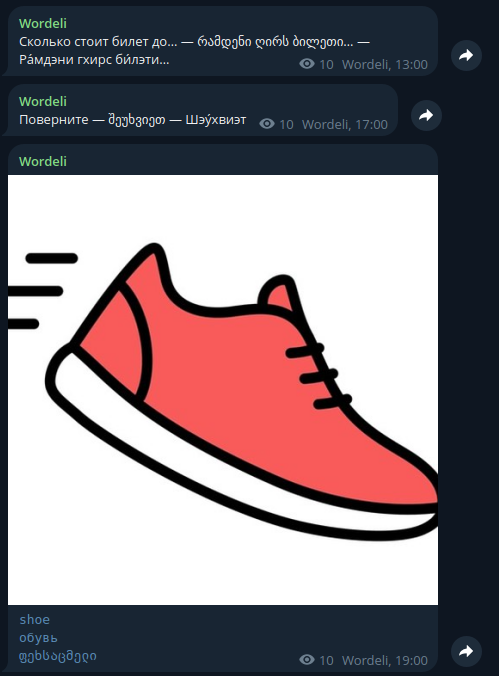 Wordeli
Сколько стоит билет до... — რამდენი ღირს ბილეთი... —
Ра́мдэни гхирс би́лэти...
10 Wordeli, 13:00
Wordeli
Поверните — შეუხვიეთ — Шэу́хвиэт
10 Wordeli, 17:00
Wordeli
shoe
обувь
ფეხსაცმელი
10 Wordeli, 19:00